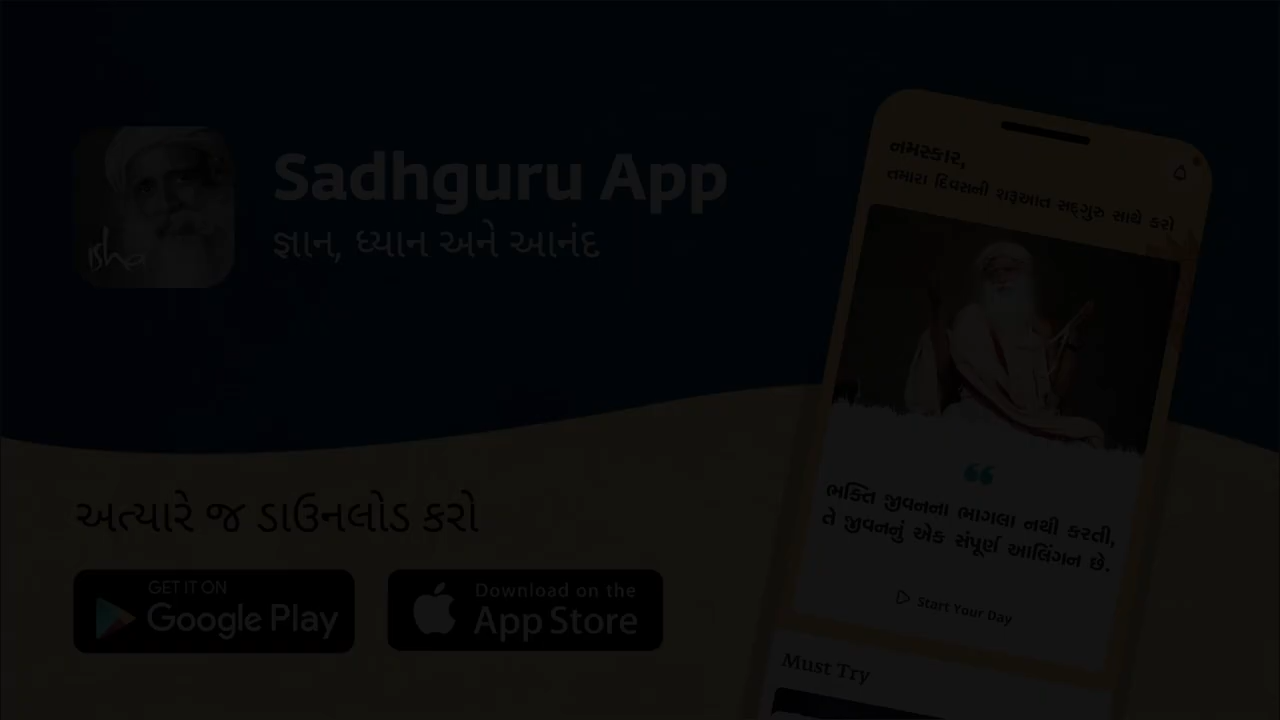 Sadhguru App
જ્ઞાન, ધ્યાન અને આનંદ
isha
અત્યારે જ ડાઉનલોડ કરો
GET IT ON
Google Play
Download on the
App Store
નમસ્કાર,
તમારા દિવસની શરૂઆત સદ્‌ગુરુ સાથે કરો
ભક્તિ જીવનના ભાગલા નથી કરતી,
તે જીવનનું એક સંપૂર્ણ આલિંગન છે.
Start Your Day
Must Try